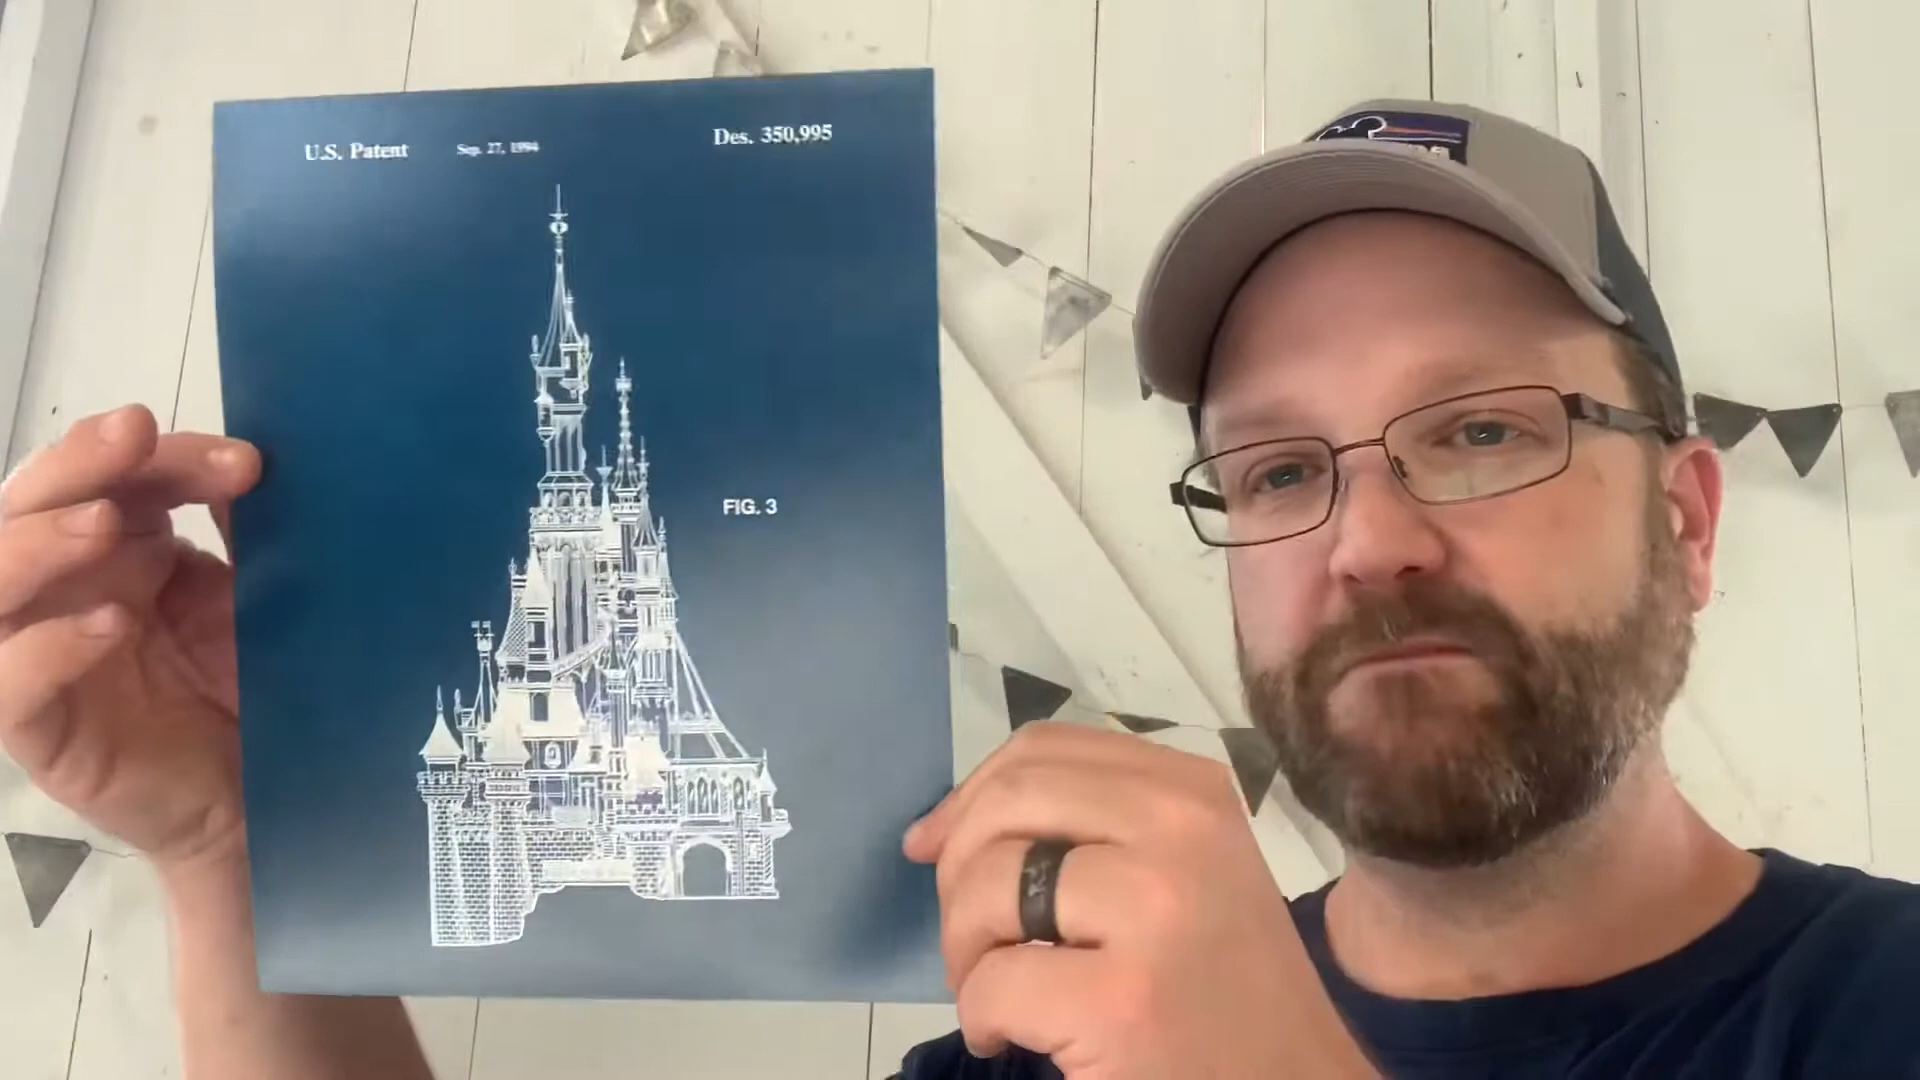 U.S. Patent
Sep. 27, 1994
Des. 350,995
FIG. 3